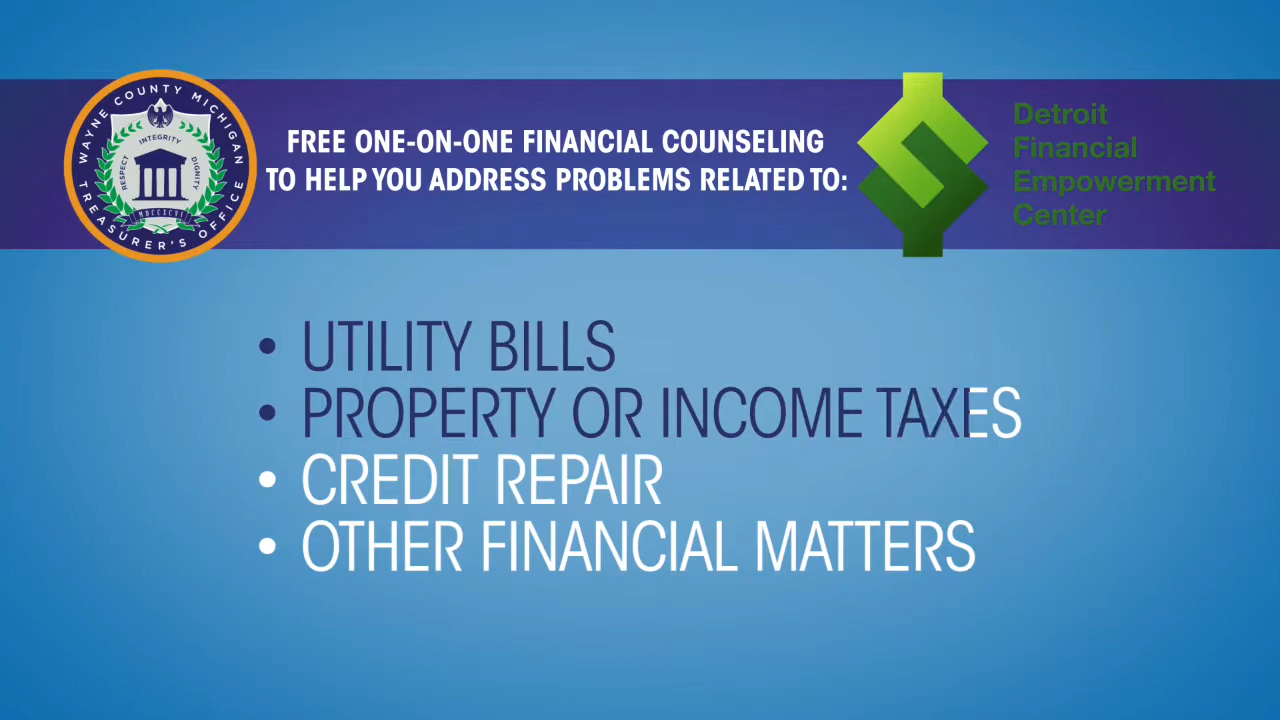 WAYNE COUNTY MICHIGAN
TREASURER'S OFFICE
INTEGRITY
RESPECT
DIGNITY
MDCCXCVI
FREE ONE-ON-ONE FINANCIAL COUNSELING
TO HELP YOU ADDRESS PROBLEMS RELATED TO:
Detroit
Financial
Empowerment
Center
• UTILITY BILLS
• PROPERTY OR INCOME TAXES
• CREDIT REPAIR
• OTHER FINANCIAL MATTERS